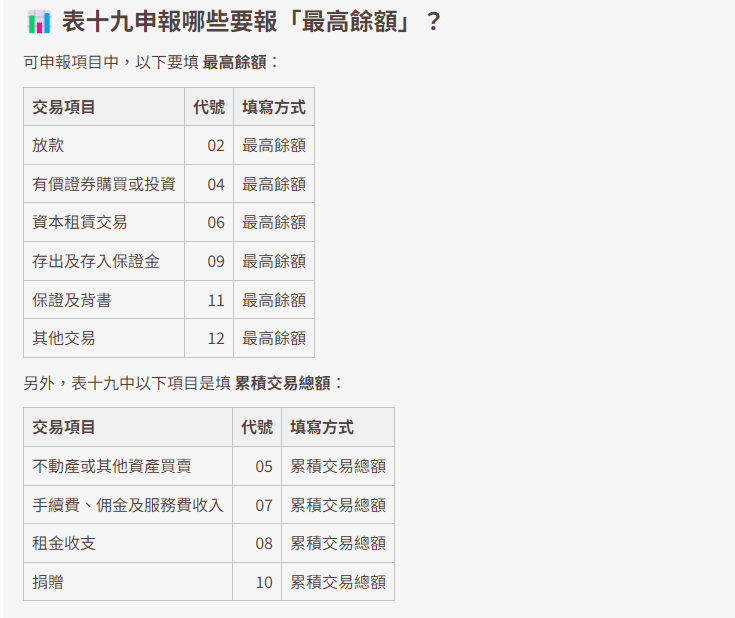 表十九申報哪些要報「最高餘額」？
可申報項目中，以下要填 最高餘額：
交易項目 代號 填寫方式
放款 02 最高餘額
有價證券購買或投資 04 最高餘額
資本租賃交易 06 最高餘額
存出及存入保證金 09 最高餘額
保證及背書 11 最高餘額
其他交易 12 最高餘額
另外，表十九中以下項目是填 累積交易總額：
交易項目 代號 填寫方式
不動產或其他資產買賣 05 累積交易總額
手續費、佣金及服務費收入 07 累積交易總額
租金收支 08 累積交易總額
捐贈 10 累積交易總額